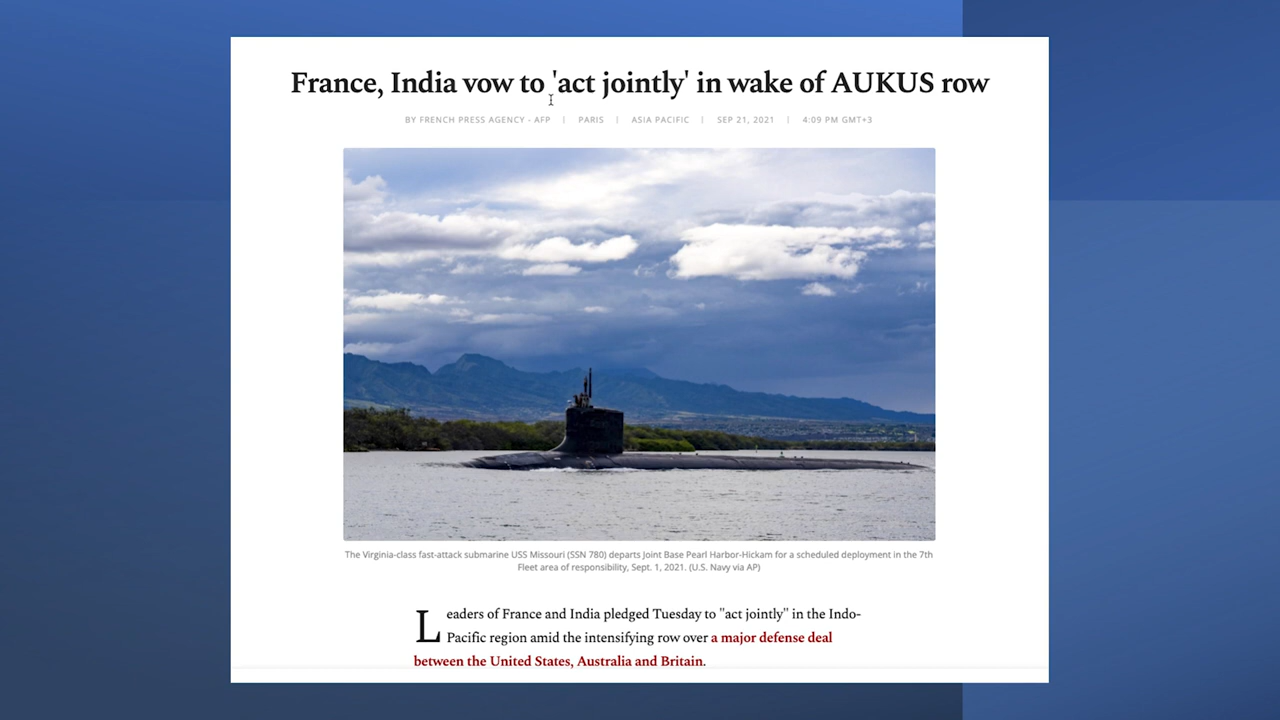 France, India vow to 'act jointly' in wake of AUKUS row
BY FRENCH PRESS AGENCY - AFP | PARIS | ASIA PACIFIC | SEP 21, 2021 | 4:09 PM GMT+3
The Virginia-class fast-attack submarine USS Missouri (SSN 780) departs Joint Base Pearl Harbor-Hickam for a scheduled deployment in the 7th
Fleet area of responsibility, Sept. 1, 2021. (U.S. Navy via AP)
Leaders of France and India pledged Tuesday to "act jointly" in the Indo-
Pacific region amid the intensifying row over a major defense deal
between the United States, Australia and Britain.